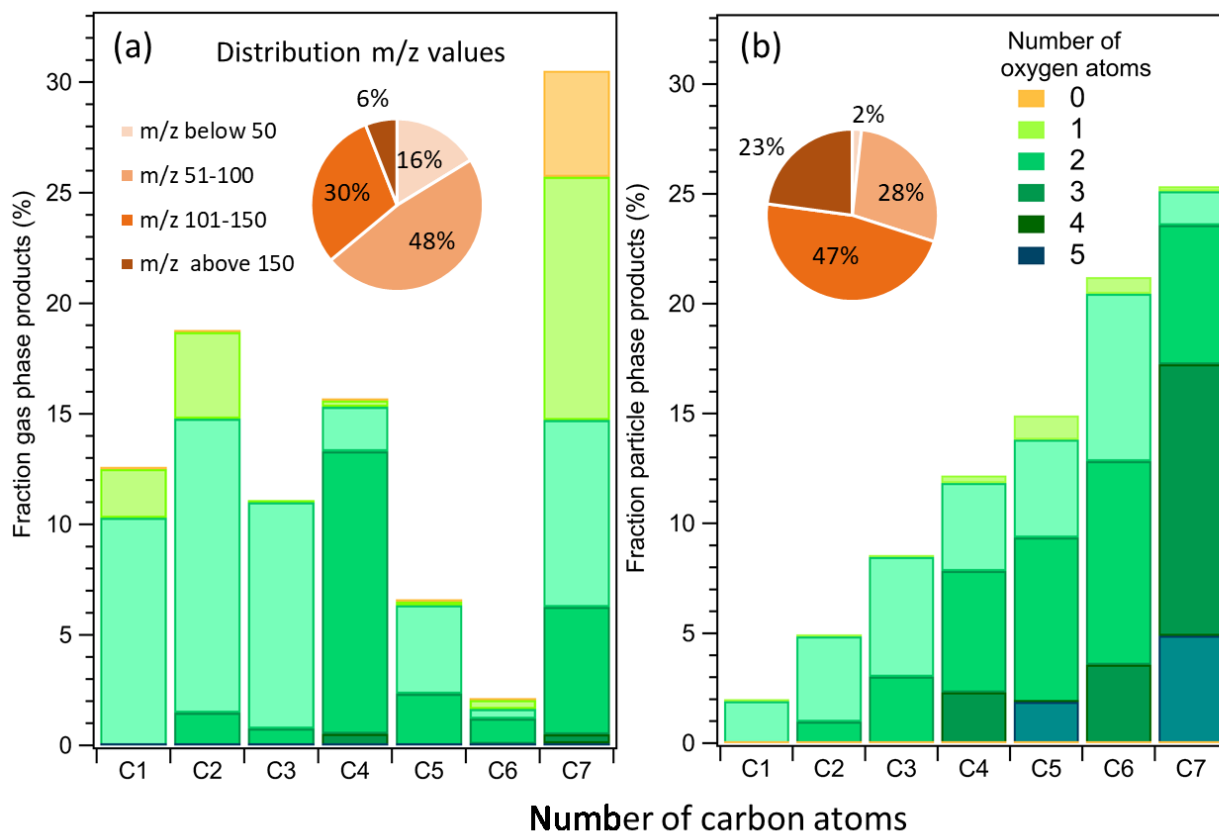 (a)
Distribution m/z values
m/z below 50
m/z 51-100
m/z 101-150
m/z above 150
6%
16%
30%
48%
Fraction gas phase products (%)
30
25
20
15
10
5
0
C1 C2 C3 C4 C5 C6 C7
(b)
Number of
oxygen atoms
0
1
2
3
4
5
2%
23%
28%
47%
Fraction particle phase products (%)
30
25
20
15
10
5
0
C1 C2 C3 C4 C5 C6 C7
Number of carbon atoms